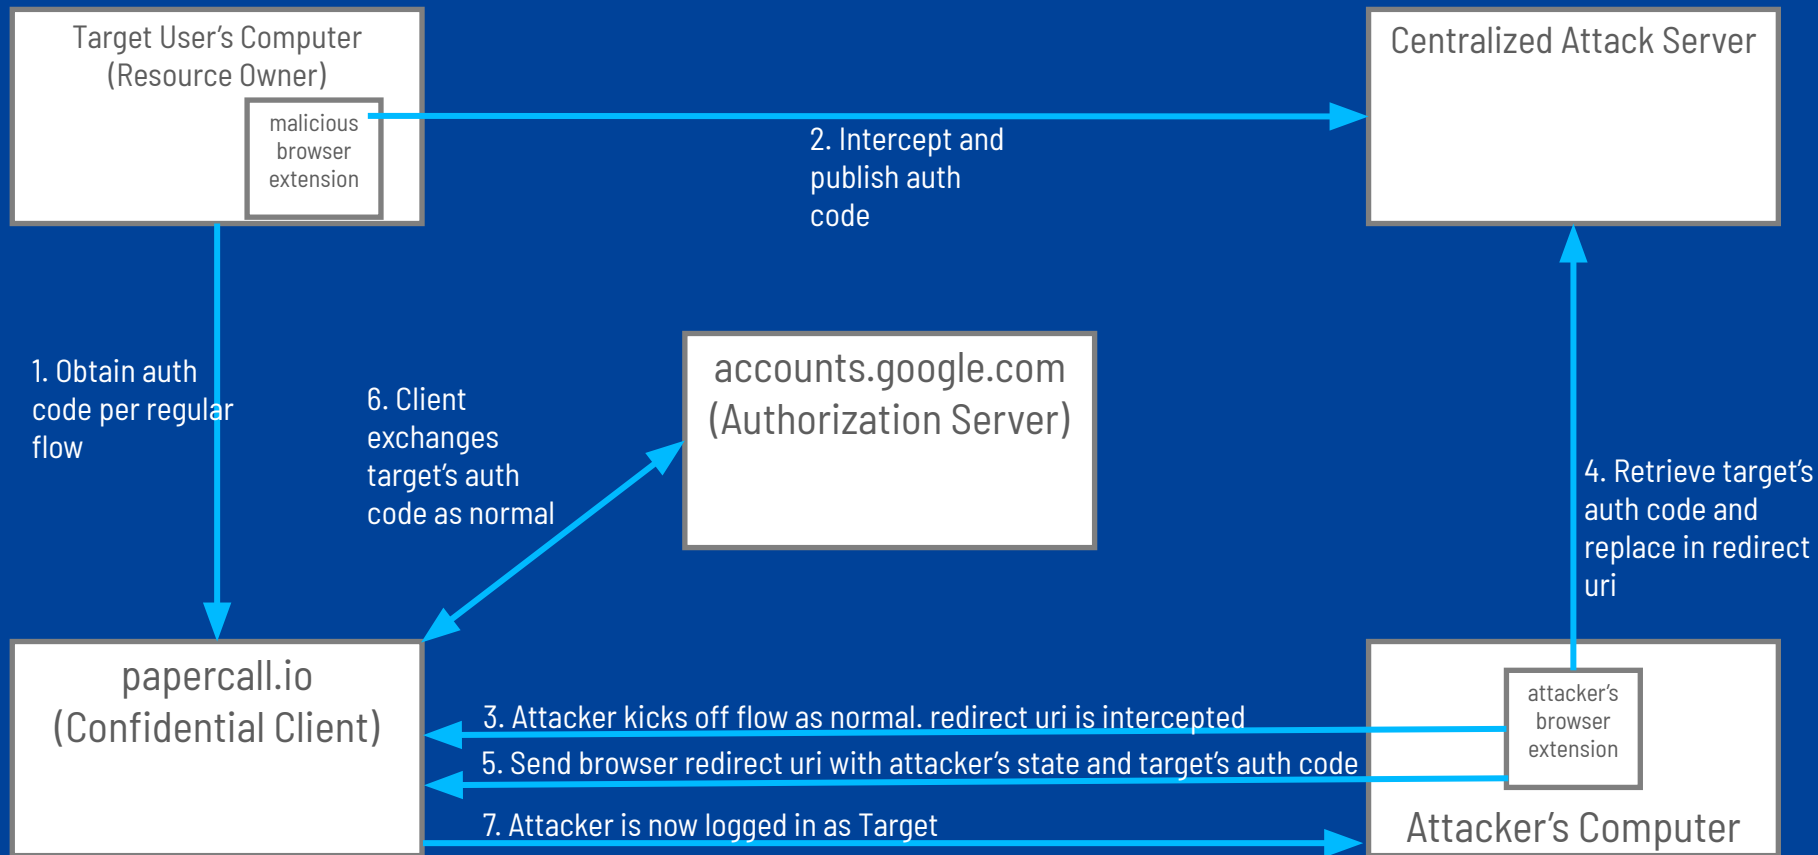 Target User's Computer
(Resource Owner)
malicious
browser
extension
Centralized Attack Server
2. Intercept and
publish auth
code
1. Obtain auth
code per regular
flow
6. Client
exchanges
target's auth
code as normal
accounts.google.com
(Authorization Server)
4. Retrieve target's
auth code and
replace in redirect
uri
papercall.io
(Confidential Client)
3. Attacker kicks off flow as normal. redirect uri is intercepted
5. Send browser redirect uri with attacker's state and target's auth code
7. Attacker is now logged in as Target
attacker's
browser
extension
Attacker's Computer